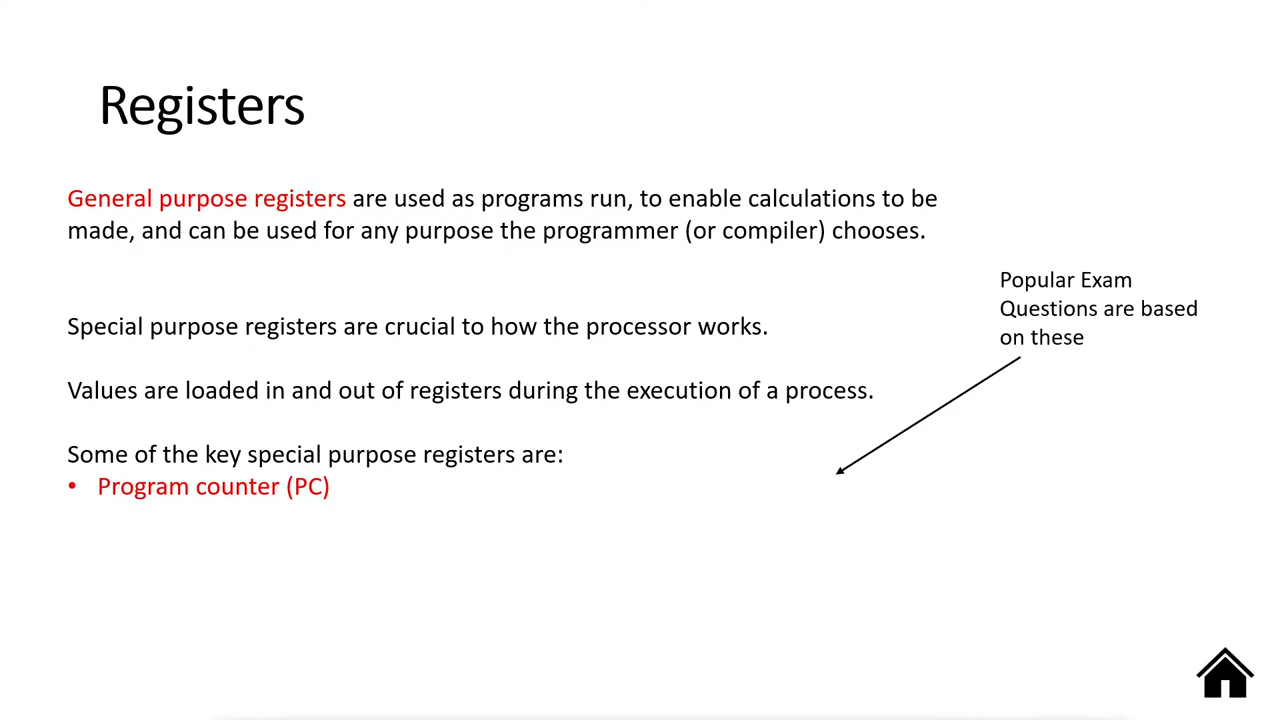 Registers
General purpose registers are used as programs run, to enable calculations to be
made, and can be used for any purpose the programmer (or compiler) chooses.
Special purpose registers are crucial to how the processor works.
Values are loaded in and out of registers during the execution of a process.
Some of the key special purpose registers are:
• Program counter (PC)
Popular Exam
Questions are based
on these